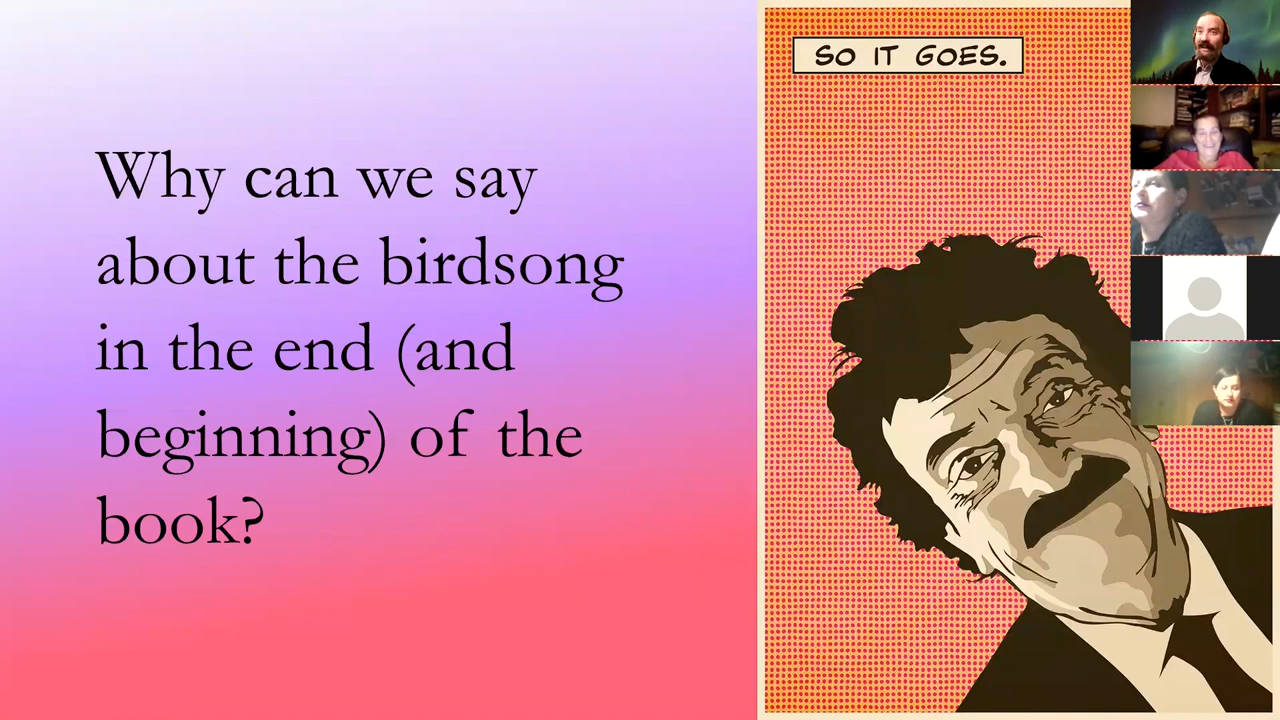 Why can we say
about the birdsong
in the end (and
beginning) of the
book?
SO IT GOES.